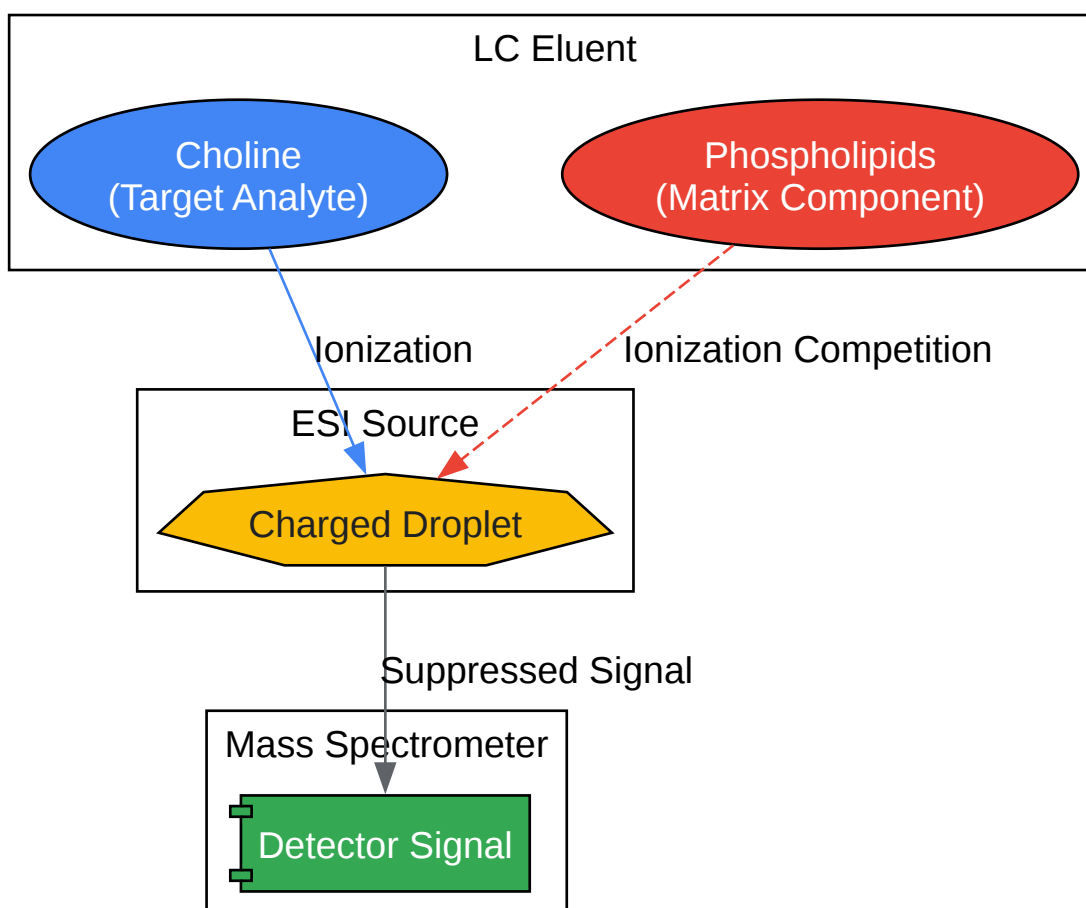 LC Eluent
Choline
(Target Analyte)
Phospholipids
(Matrix Component)
Ionization
Ionization Competition
ESI Source
Charged Droplet
Suppressed Signal
Mass Spectrometer
Detector Signal